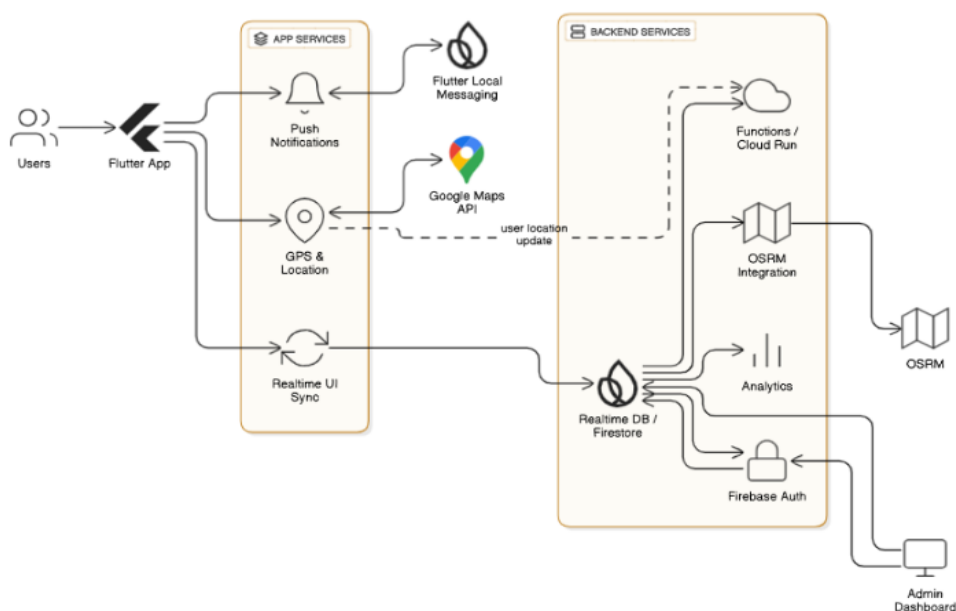 APP SERVICES
BACKEND SERVICES
Flutter Local
Messaging
Push
Notifications
Functions /
Cloud Run
Users
Flutter App
Google Maps
API
user location
update
GPS &
Location
OSRM
Integration
OSRM
Realtime UI
Sync
Analytics
Realtime DB /
Firestore
Firebase Auth
Admin
Dashboard